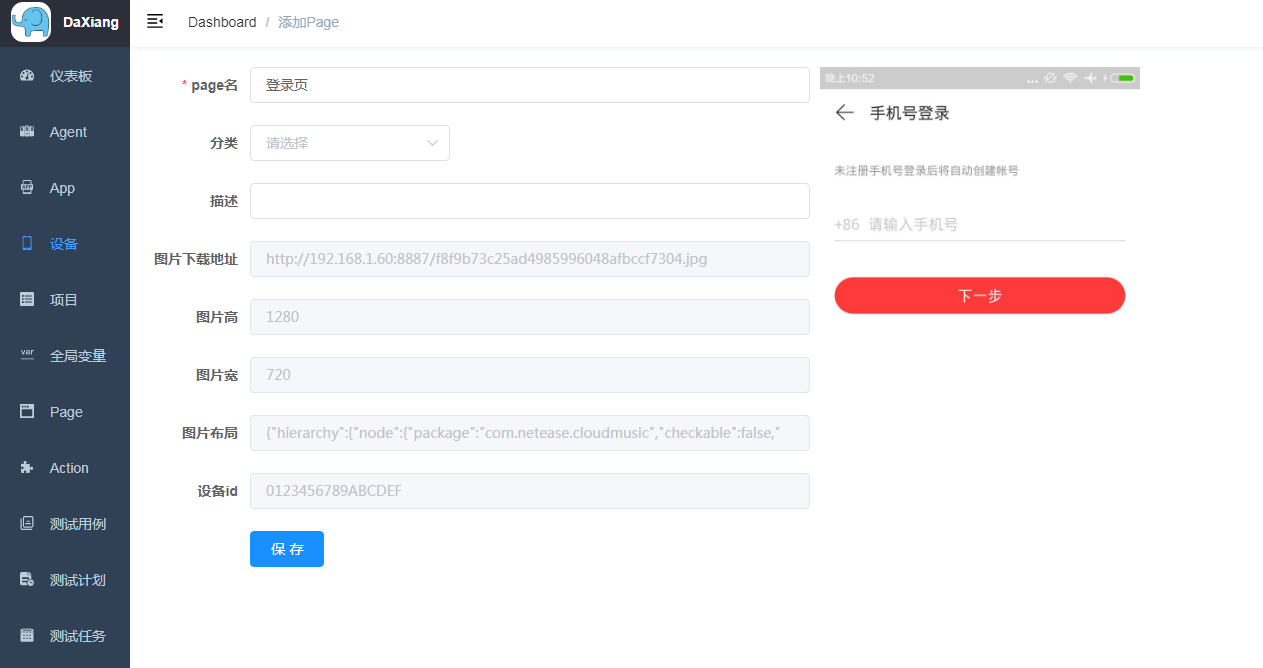 DaXiang
Dashboard / 添加Page
仪表板
Agent
App
设备
项目
全局变量
Page
Action
测试用例
测试计划
测试任务
* page名 登录页
分类 请选择
描述
图片下载地址 http://192.168.1.60:8887/f8f9b73c25ad4985996048afbccf7304.jpg
图片高 1280
图片宽 720
图片布局 {"hierarchy":{"node":{"package":"com.netease.cloudmusic","checkable":false,"
设备id 0123456789ABCDEF
保 存
晚上10:52
手机号登录
未注册手机号登录后将自动创建帐号
+86 请输入手机号
下一步